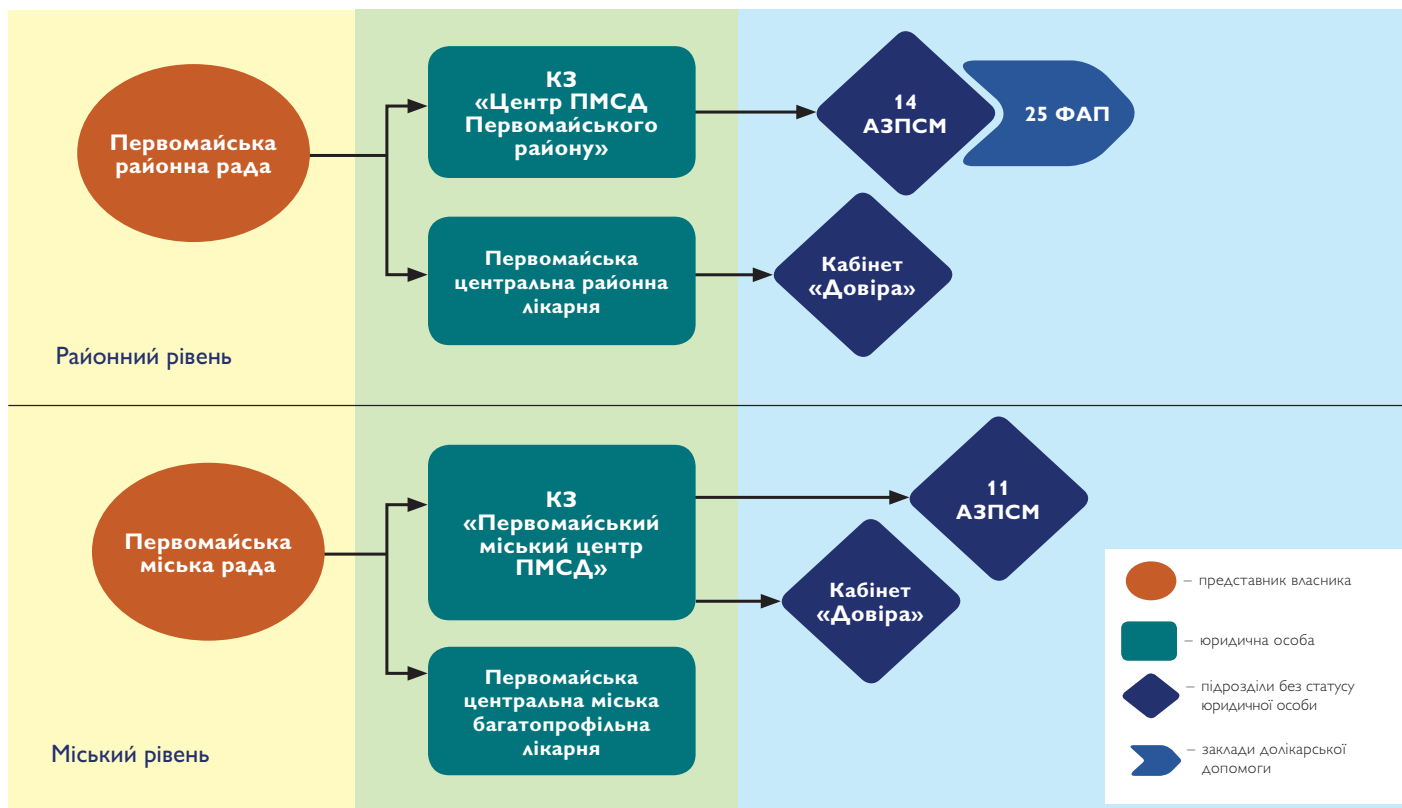 Первомайська
районна рада
КЗ
«Центр ПМСД
Первомайського
району»
14
АЗПСМ
25 ФАП
Первомайська
центральна районна
лікарня
Кабінет
«Довіра»
Районний рівень
Первомайська
міська рада
КЗ
«Первомайський
міський центр
ПМСД»
11
АЗПСМ
Кабінет
«Довіра»
Первомайська
центральна міська
багатопрофільна
лікарня
Міський рівень
– представник власника
– юридична особа
– підрозділи без статусу
юридичної особи
– заклади долікарської
допомоги